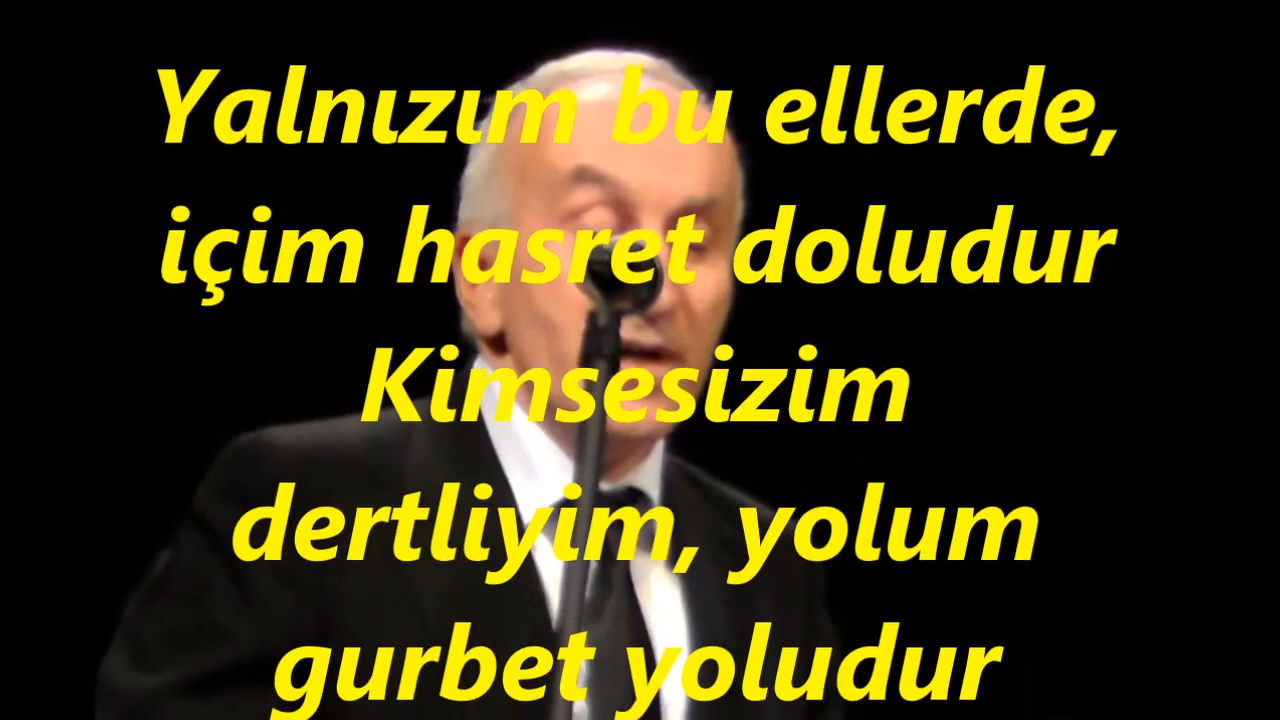 Yalnızım bu ellerde,
içim hasret doludur
Kimsesizim
dertliyim, yolum
gurbet yoludur